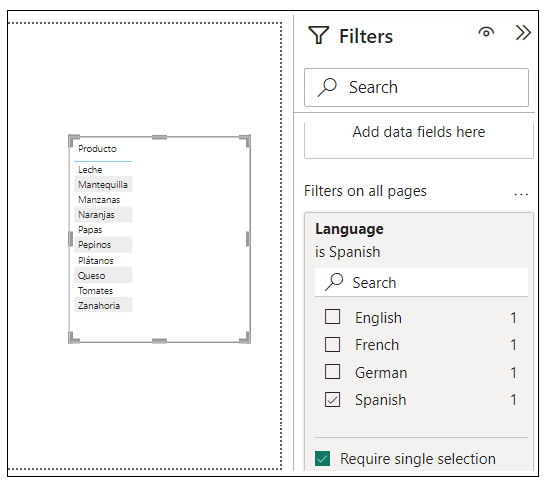 Producto
Leche
Mantequilla
Manzanas
Naranjas
Papas
Pepinos
Plátanos
Queso
Tomates
Zanahoria
Filters
Search
Add data fields here
Filters on all pages ...
Language
is Spanish
Search
English 1
French 1
German 1
Spanish 1
Require single selection